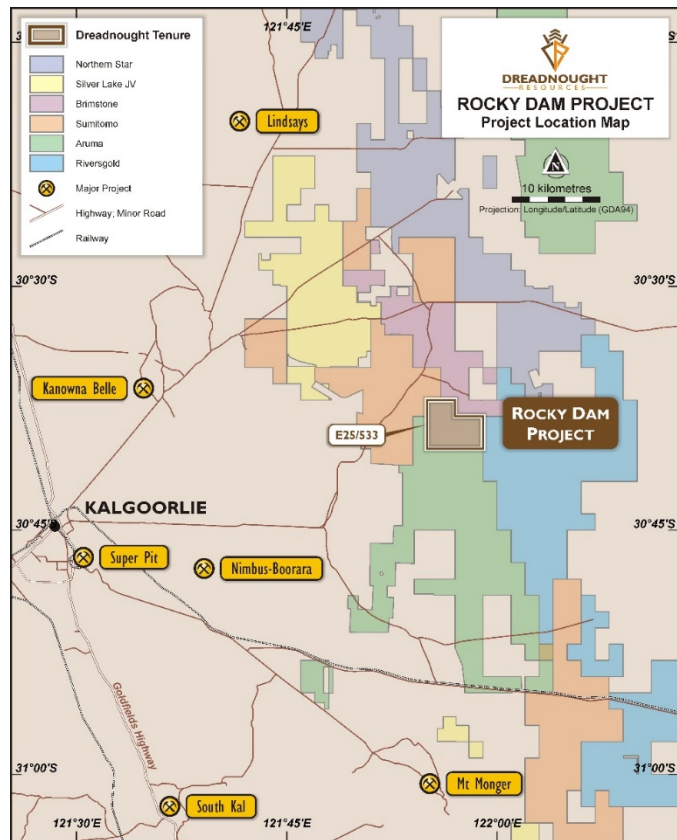 Dreadnought Tenure
Northern Star
Silver Lake JV
Brimstone
Sumitomo
Aruma
Riversgold
Major Project
Highway; Minor Road
Railway
121°45'E
DREADNOUGHT
RESOURCES
ROCKY DAM PROJECT
Project Location Map
N
10 kilometres
Projection: Longitude/Latitude (GDA94)
Lindsays
30°30'S
30°30'S
Kanowna Belle
E25/533
ROCKY DAM
PROJECT
KALGOORLIE
30°45'S
30°45'S
Super Pit
Nimbus-Boorara
Goldfields Highway
31°00'S
31°00'S
Mt Monger
South Kal
121°30'E
121°45'E
122°00'E